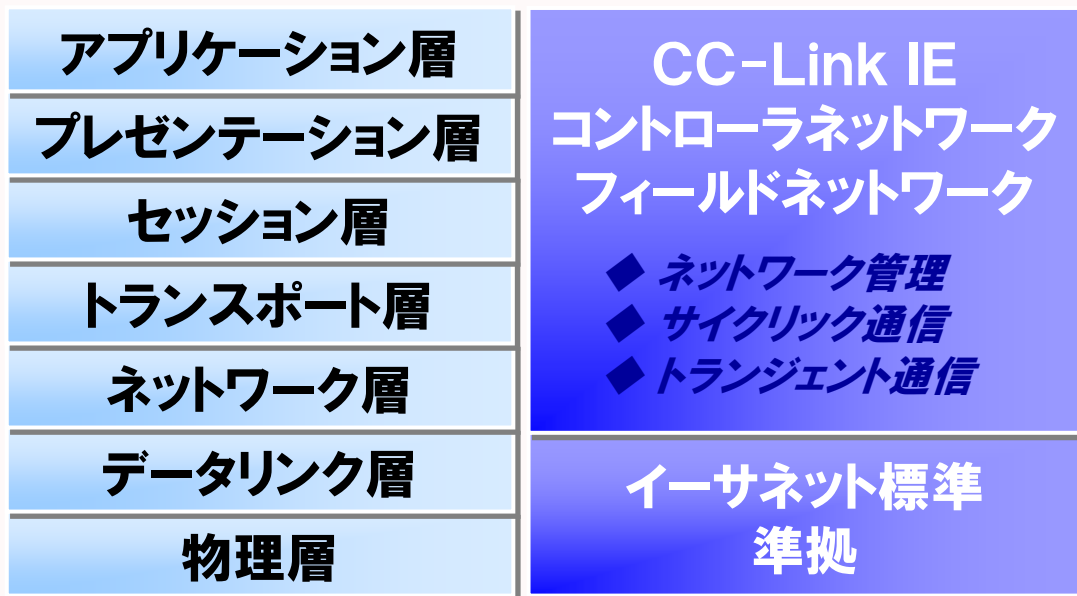 アプリケーション層
プレゼンテーション層
セッション層
トランスポート層
ネットワーク層
データリンク層
物理層
CC-Link IE
コントローラネットワーク
フィールドネットワーク
◆ ネットワーク管理
◆ サイクリック通信
◆ トランジェント通信
イーサネット標準
準拠